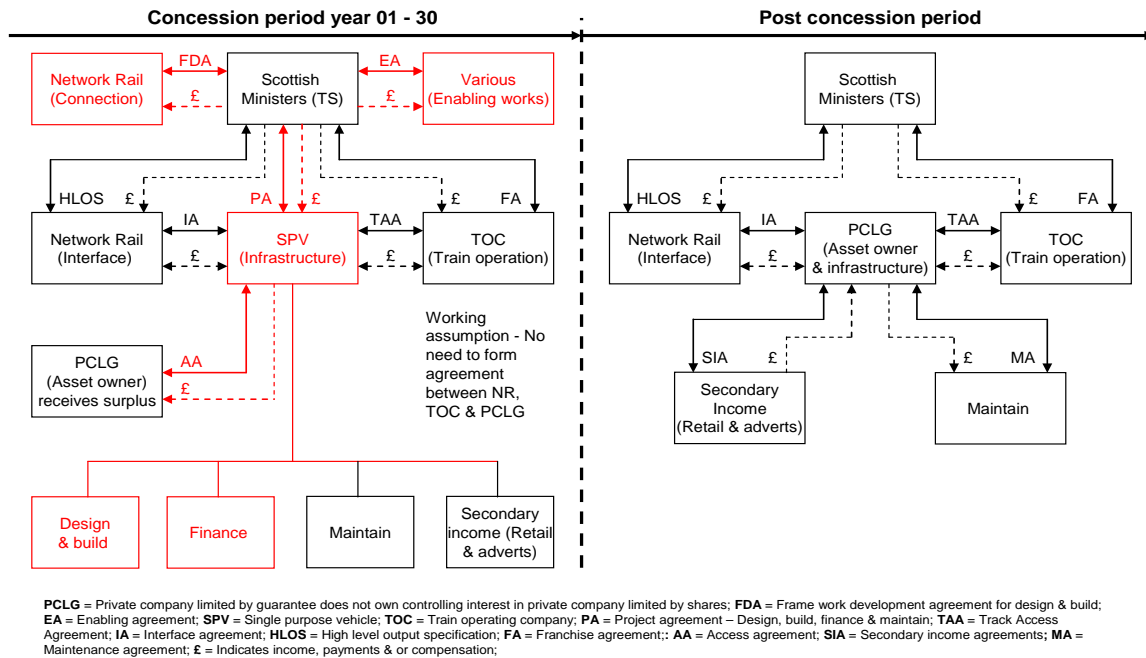 Concession period year 01 - 30
Post concession period
Network Rail
(Connection)
FDA
£
Scottish
Ministers (TS)
EA
£
Various
(Enabling works)
HLOS
£
PA
£
£
FA
Network Rail
(Interface)
IA
£
SPV
(Infrastructure)
TAA
£
TOC
(Train operation)
PCLG
(Asset owner)
receives surplus
AA
£
Working
assumption - No
need to form
agreement
between NR,
TOC & PCLG
Design
& build
Finance
Maintain
Secondary
income (Retail
& adverts)
Scottish
Ministers (TS)
HLOS
£
£
FA
Network Rail
(Interface)
IA
£
PCLG
(Asset owner
& infrastructure)
TAA
£
TOC
(Train operation)
SIA
£
£
MA
Secondary
Income
(Retail & adverts)
Maintain
PCLG = Private company limited by guarantee does not own controlling interest in private company limited by shares; FDA = Frame work development agreement for design & build;
EA = Enabling agreement; SPV = Single purpose vehicle; TOC = Train operating company; PA = Project agreement – Design, build, finance & maintain; TAA = Track Access
Agreement; IA = Interface agreement; HLOS = High level output specification; FA = Franchise agreement;: AA = Access agreement; SIA = Secondary income agreements; MA =
Maintenance agreement; £ = Indicates income, payments & or compensation;